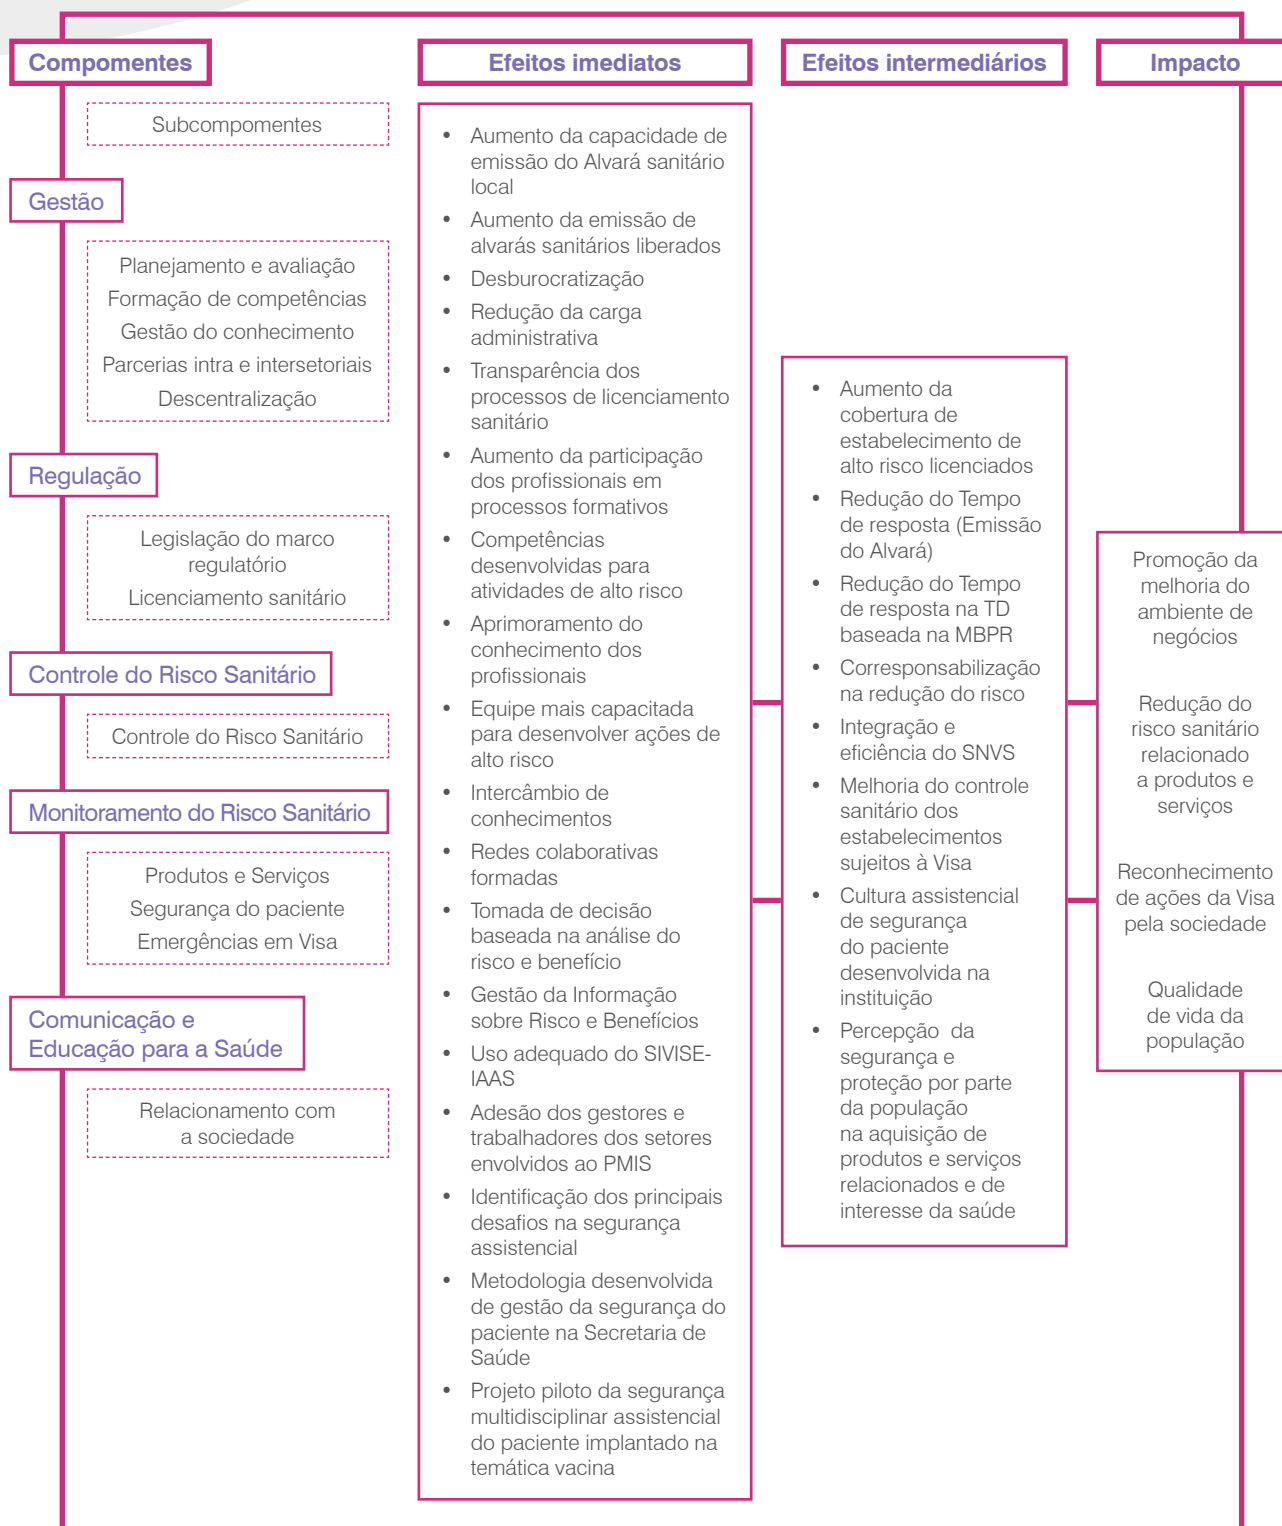 Compomentes
Subcompomentes
Gestão
Planejamento e avaliação
Formação de competências
Gestão do conhecimento
Parcerias intra e intersetoriais
Descentralização
Regulação
Legislação do marco
regulatório
Licenciamento sanitário
Controle do Risco Sanitário
Controle do Risco Sanitário
Monitoramento do Risco Sanitário
Produtos e Serviços
Segurança do paciente
Emergências em Visa
Comunicação e
Educação para a Saúde
Relacionamento com
a sociedade
Efeitos imediatos
• Aumento da capacidade de
emissão do Alvará sanitário
local
• Aumento da emissão de
alvarás sanitários liberados
• Desburocratização
• Redução da carga
administrativa
• Transparência dos
processos de licenciamento
sanitário
• Aumento da participação
dos profissionais em
processos formativos
• Competências
desenvolvidas para
atividades de alto risco
• Aprimoramento do
conhecimento dos
profissionais
• Equipe mais capacitada
para desenvolver ações de
alto risco
• Intercâmbio de
conhecimentos
• Redes colaborativas
formadas
• Tomada de decisão
baseada na análise do
risco e benefício
• Gestão da Informação
sobre Risco e Benefícios
• Uso adequado do SIVISE-
IAAS
• Adesão dos gestores e
trabalhadores dos setores
envolvidos ao PMIS
• Identificação dos principais
desafios na segurança
assistencial
• Metodologia desenvolvida
de gestão da segurança do
paciente na Secretaria de
Saúde
• Projeto piloto da segurança
multidisciplinar assistencial
do paciente implantado na
temática vacina
Efeitos intermediários
• Aumento da
cobertura de
estabelecimento de
alto risco licenciados
• Redução do Tempo
de resposta (Emissão
do Alvará)
• Redução do Tempo
de resposta na TD
baseada na MBPR
• Corresponsabilização
na redução do risco
• Integração e
eficiência do SNVS
• Melhoria do controle
sanitário dos
estabelecimentos
sujeitos à Visa
• Cultura assistencial
de segurança
do paciente
desenvolvida na
instituição
• Percepção da
segurança e
proteção por parte
da população
na aquisição de
produtos e serviços
relacionados e de
interesse da saúde
Impacto
Promoção da
melhoria do
ambiente de
negócios
Redução do
risco sanitário
relacionado
a produtos e
serviços
Reconhecimento
de ações da Visa
pela sociedade
Qualidade
de vida da
população